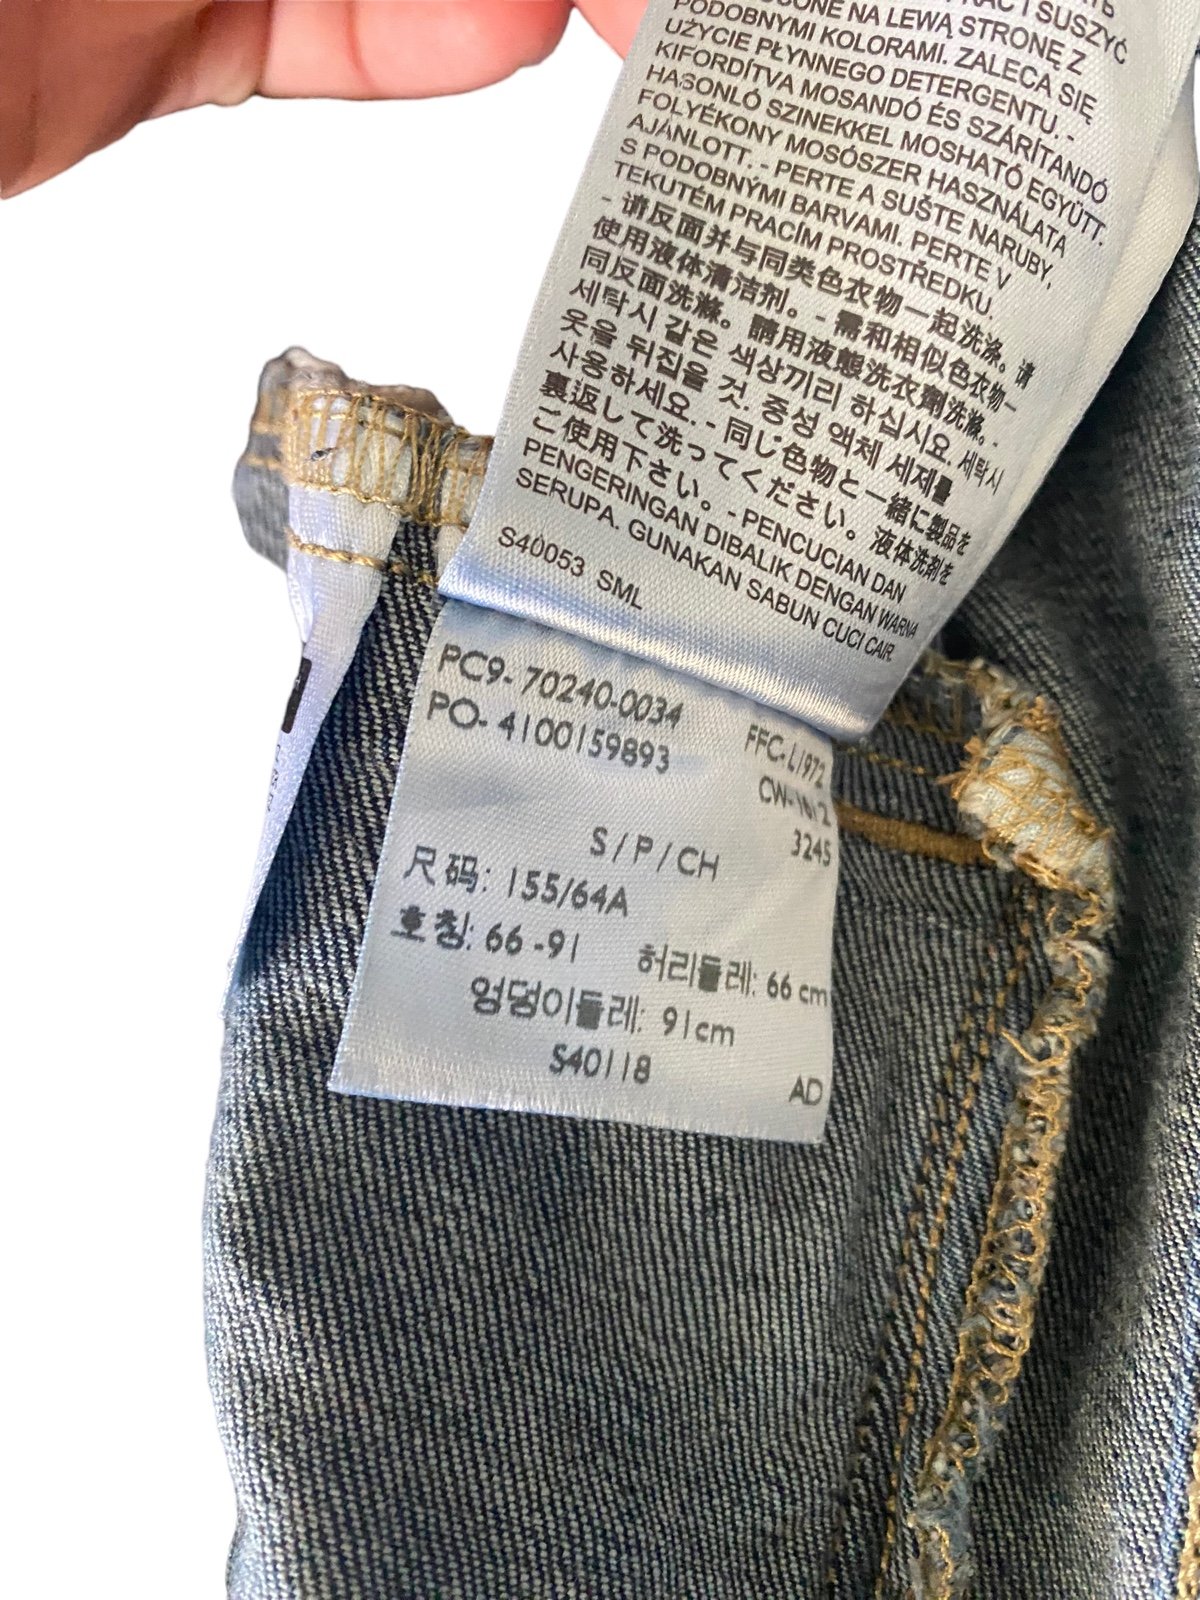 SUSZYĆ
NA LEWĄ STRONĘ Z
PODOBNYMI KOLORAMI. ZALECA SIĘ
UŻYCIE PŁYNNEGO DETERGENTU. -
KIFORDÍTVA MOSANDÓ ÉS SZÁRÍTANDÓ
HASONLÓ SZINEKKEL MOSHATÓ EGYÜTT.
FOLYÉKONY MOSÓSZER HASZNÁLATA
AJÁNLOTT. - PERTE A SUŠTE NARUBY,
S PODOBNÝMI BARVAMI. PERTE V
TEKUTÉM PRACÍM PROSTŘEDKU.
- 请反面并与同类色衣物一起洗涤。请
使用液体清洁剂。- 需和相似色衣物一
同反面洗滌。請用液態洗衣劑洗滌。-
세탁시 같은 색상끼리 하십시요. 세탁시
옷을 뒤집을 것. 중성 액체 세제를
사용하세요. - 同じ色物と一緒に製品を
裏返して洗ってください。液体洗剤を
ご使用下さい。- PENCUCIAN DAN
PENGERINGAN DIBALIK DENGAN WARNA
SERUPA. GUNAKAN SABUN CUCI CAIR.
S40053 SML
PC9-70240-0034
PO-4100159893
FFC-L1972
3245
S/P/CH
尺码: 155/64A
호칭: 66-91
허리둘레: 66 cm
엉덩이둘레: 91cm
S40118
AD